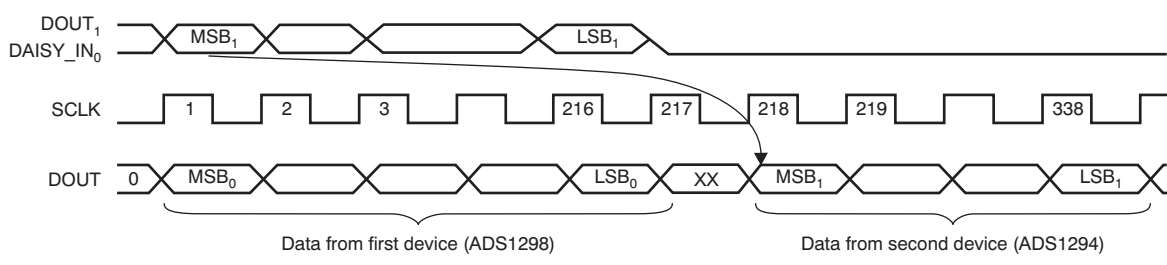 DOUT₁
DAISY_IN₀
MSB₁ LSB₁
SCLK 1 2 3 216 217 218 219 338
DOUT 0 MSB₀ LSB₀ XX MSB₁ LSB₁
Data from first device (ADS1298) Data from second device (ADS1294)